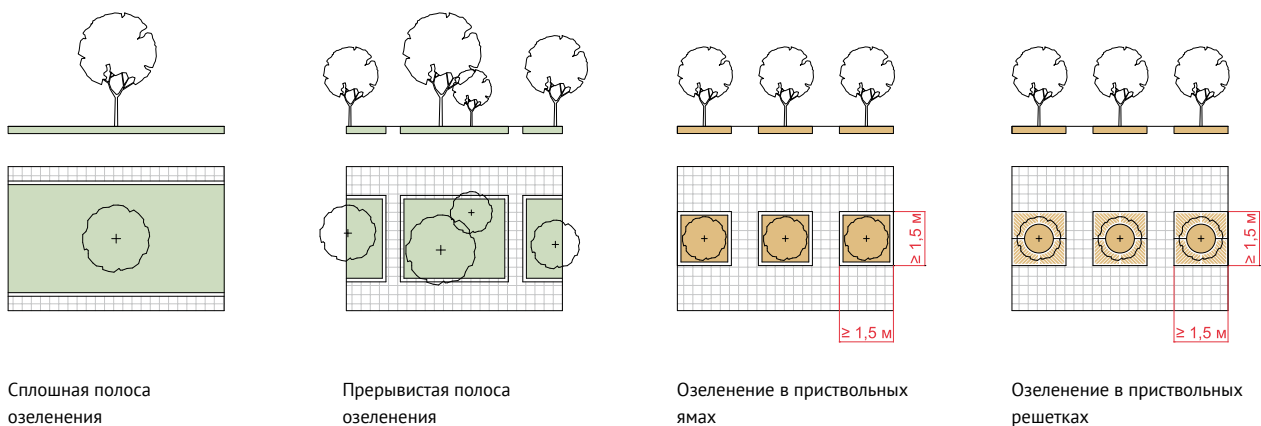 ≥ 1,5 м
≥ 1,5 м
≥ 1,5 м
≥ 1,5 м
Сплошная полоса
озеленения
Прерывистая полоса
озеленения
Озеленение в приствольных
ямах
Озеленение в приствольных
решетках